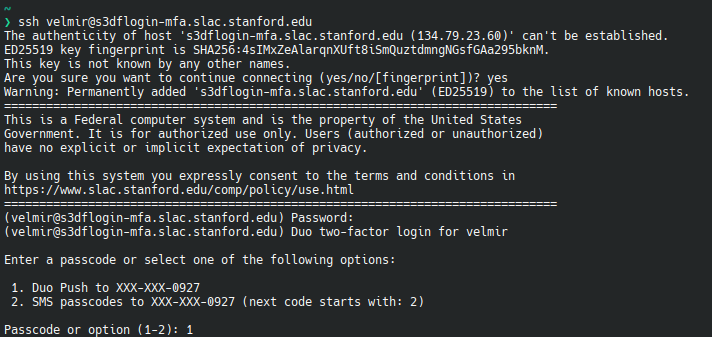 ~
❯ ssh velmir@s3dflogin-mfa.slac.stanford.edu
The authenticity of host 's3dflogin-mfa.slac.stanford.edu (134.79.23.60)' can't be established.
ED25519 key fingerprint is SHA256:4sIMxZeAlarqnXUft8iSmQuztdmngNGsfGAa295bknM.
This key is not known by any other names.
Are you sure you want to continue connecting (yes/no/[fingerprint])? yes
Warning: Permanently added 's3dflogin-mfa.slac.stanford.edu' (ED25519) to the list of known hosts.
===============================================================================
This is a Federal computer system and is the property of the United States
Government. It is for authorized use only. Users (authorized or unauthorized)
have no explicit or implicit expectation of privacy.
By using this system you expressly consent to the terms and conditions in
https://www.slac.stanford.edu/comp/policy/use.html
===============================================================================
(velmir@s3dflogin-mfa.slac.stanford.edu) Password:
(velmir@s3dflogin-mfa.slac.stanford.edu) Duo two-factor login for velmir
Enter a passcode or select one of the following options:
1. Duo Push to XXX-XXX-0927
2. SMS passcodes to XXX-XXX-0927 (next code starts with: 2)
Passcode or option (1-2): 1